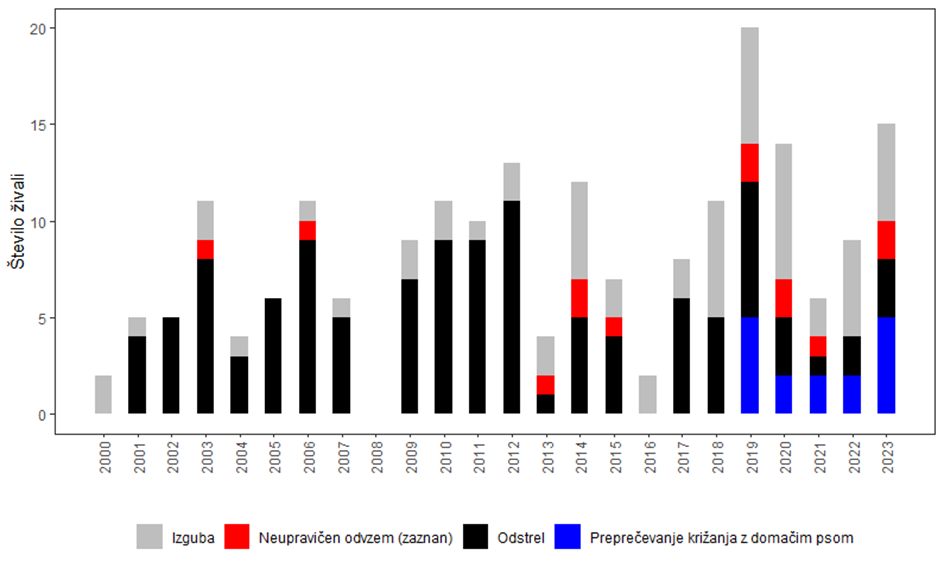 Število živali
20
15
10
5
0
2000 2001 2002 2003 2004 2005 2006 2007 2008 2009 2010 2011 2012 2013 2014 2015 2016 2017 2018 2019 2020 2021 2022 2023
Izguba Neupravičen odvzem (zaznan) Odstrel Preprečevanje križanja z domačim psom